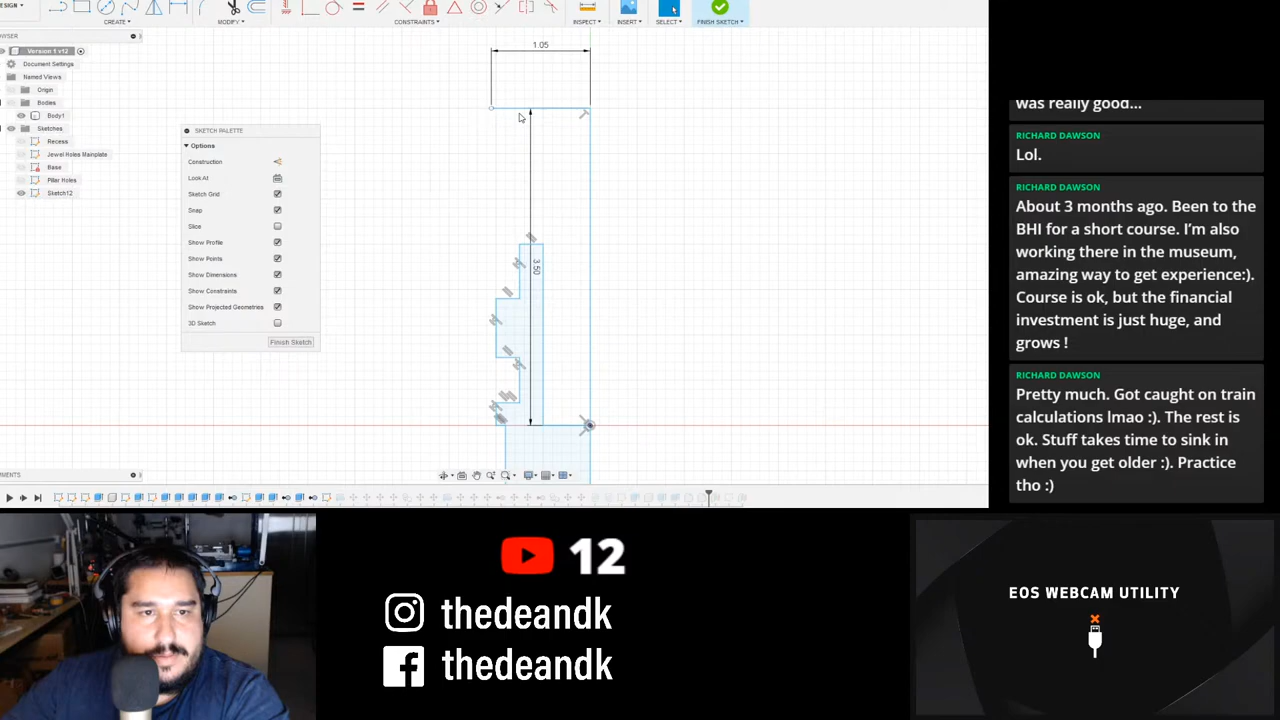 DESIGN
CREATE
MODIFY
CONSTRAINTS
INSPECT
INSERT
SELECT
FINISH SKETCH
Version 1 v12
Document Settings
Named Views
Origin
Bodies
Body1
Sketches
Recess
Jewel Holes Mainplate
Base
Pillar Holes
Sketch12
SKETCH PALETTE
Options
Construction
Look At
Sketch Grid
Snap
Slice
Show Profile
Show Points
Show Dimensions
Show Constraints
Show Projected Geometries
3D Sketch
Finish Sketch
1.05
3.50
was really good...
RICHARD DAWSON
Lol.
RICHARD DAWSON
About 3 months ago. Been to the
BHI for a short course. I'm also
working there in the museum,
amazing way to get experience:).
Course is ok, but the financial
investment is just huge, and
grows !
RICHARD DAWSON
Pretty much. Got caught on train
calculations lmao :). The rest is
ok. Stuff takes time to sink in
when you get older :). Practice
tho :)
12
thedeandk
thedeandk
EOS WEBCAM UTILITY